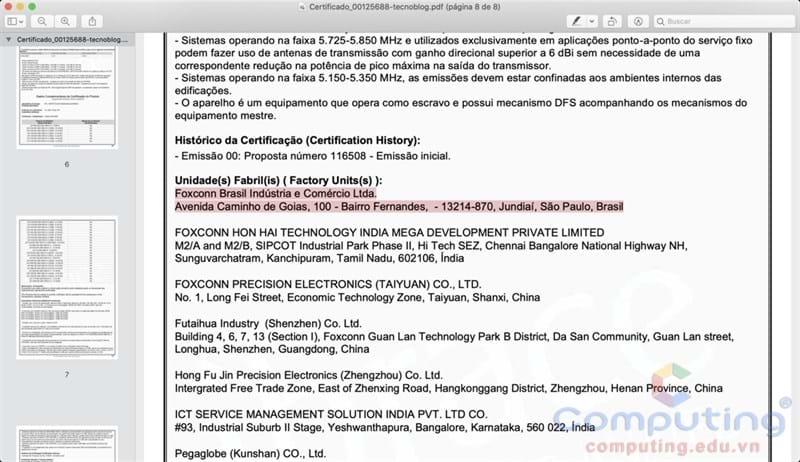 Certificado_00125688-tecnoblog.pdf (página 8 de 8)
Buscar
Certificado_00125688-tecnoblog.pdf
6
7
- Sistemas operando na faixa 5.725-5.850 MHz e utilizados exclusivamente em aplicações ponto-a-ponto do serviço fixo
podem fazer uso de antenas de transmissão com ganho direcional superior a 6 dBi sem necessidade de uma
correspondente redução na potência de pico máxima na saída do transmissor.
- Sistemas operando na faixa 5.150-5.350 MHz, as emissões devem estar confinadas aos ambientes internos das
edificações.
- O aparelho é um equipamento que opera como escravo e possui mecanismo DFS acompanhando os mecanismos do
equipamento mestre.
Histórico da Certificação (Certification History):
- Emissão 00: Proposta número 116508 - Emissão inicial.
Unidade(s) Fabril(is) ( Factory Units(s) ):
Foxconn Brasil Indústria e Comércio Ltda.
Avenida Caminho de Goias, 100 - Bairro Fernandes, - 13214-870, Jundiaí, São Paulo, Brasil
FOXCONN HON HAI TECHNOLOGY INDIA MEGA DEVELOPMENT PRIVATE LIMITED
M2/A and M2/B, SIPCOT Industrial Park Phase II, Hi Tech SEZ, Chennai Bangalore National Highway NH,
Sunguvarchatram, Kanchipuram, Tamil Nadu, 602106, Índia
FOXCONN PRECISION ELECTRONICS (TAIYUAN) CO., LTD.
No. 1, Long Fei Street, Economic Technology Zone, Taiyuan, Shanxi, China
Futaihua Industry (Shenzhen) Co. Ltd.
Building 4, 6, 7, 13 (Section I), Foxconn Guan Lan Technology Park B District, Da San Community, Guan Lan street,
Longhua, Shenzhen, Guangdong, China
Hong Fu Jin Precision Electronics (Zhengzhou) Co. Ltd.
Intergrated Free Trade Zone, East of Zhenxing Road, Hangkonggang District, Zhengzhou, Henan Province, China
ICT SERVICE MANAGEMENT SOLUTION INDIA PVT. LTD CO.
#93, Industrial Suburb II Stage, Yeshwanthapura, Bangalore, Karnataka, 560 022, Índia
Pegaglobe (Kunshan) CO., Ltd.
Computing
computing.edu.vn